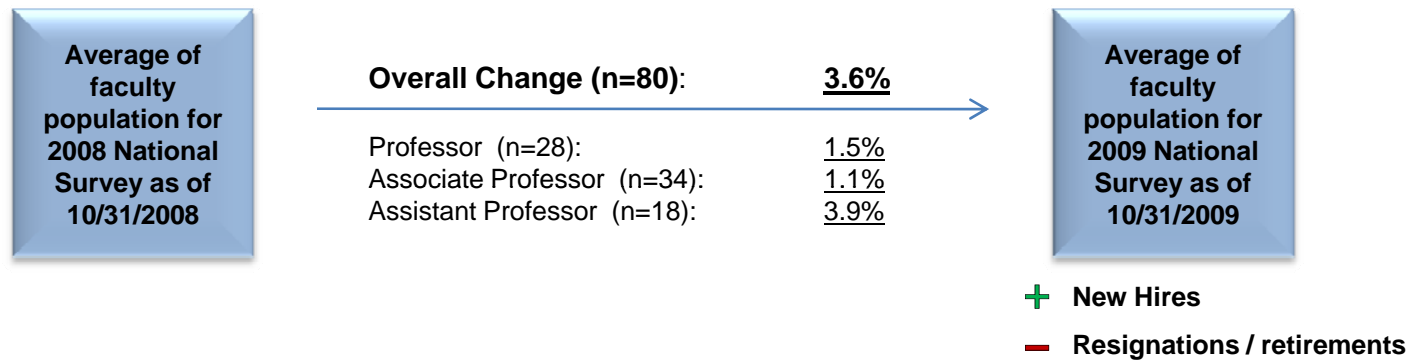 Average of
faculty
population for
2008 National
Survey as of
10/31/2008
Overall Change (n=80): 3.6%
Professor (n=28): 1.5%
Associate Professor (n=34): 1.1%
Assistant Professor (n=18): 3.9%
Average of
faculty
population for
2009 National
Survey as of
10/31/2009
+ New Hires
− Resignations / retirements